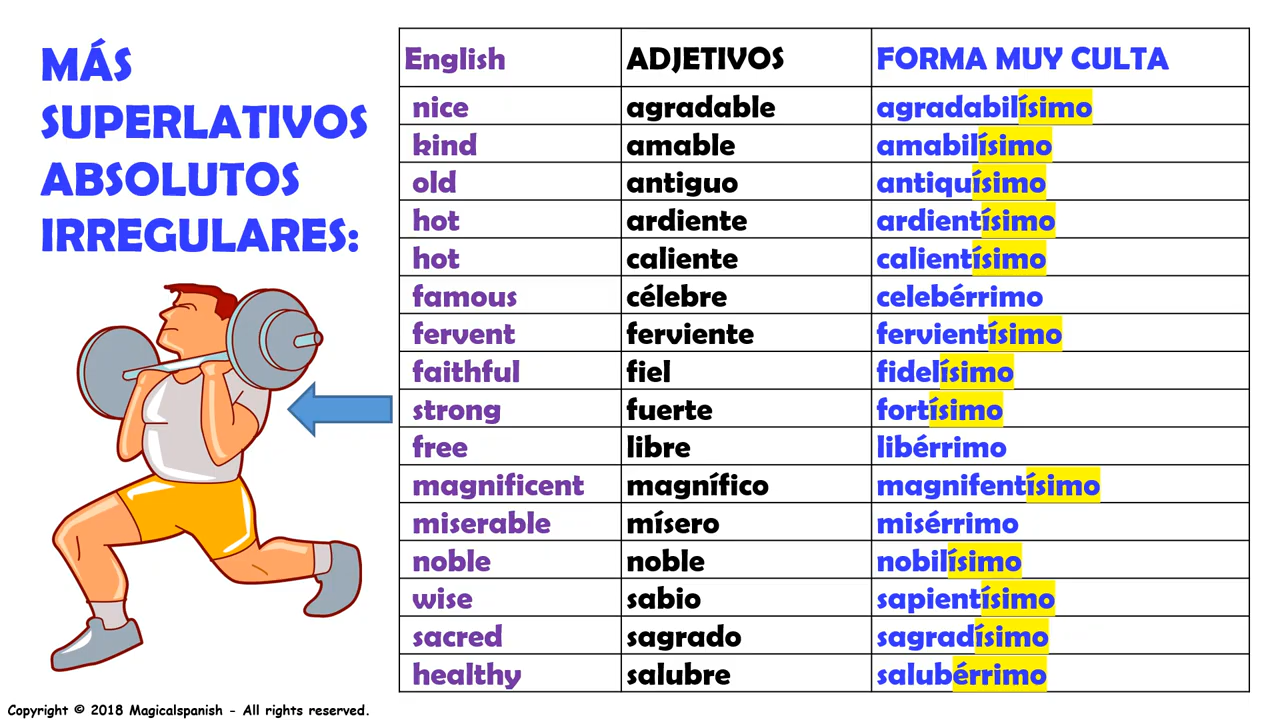 MÁS
SUPERLATIVOS
ABSOLUTOS
IRREGULARES:
English ADJETIVOS FORMA MUY CULTA
nice agradable agradabilísimo
kind amable amabilísimo
old antiguo antiquísimo
hot ardiente ardientísimo
hot caliente calientísimo
famous célebre celebérrimo
fervent ferviente fervientísimo
faithful fiel fidelísimo
strong fuerte fortísimo
free libre libérrimo
magnificent magnífico magnifentísimo
miserable mísero misérrimo
noble noble nobilísimo
wise sabio sapientísimo
sacred sagrado sagradísimo
healthy salubre salubérrimo
Copyright © 2018 Magicalspanish - All rights reserved.